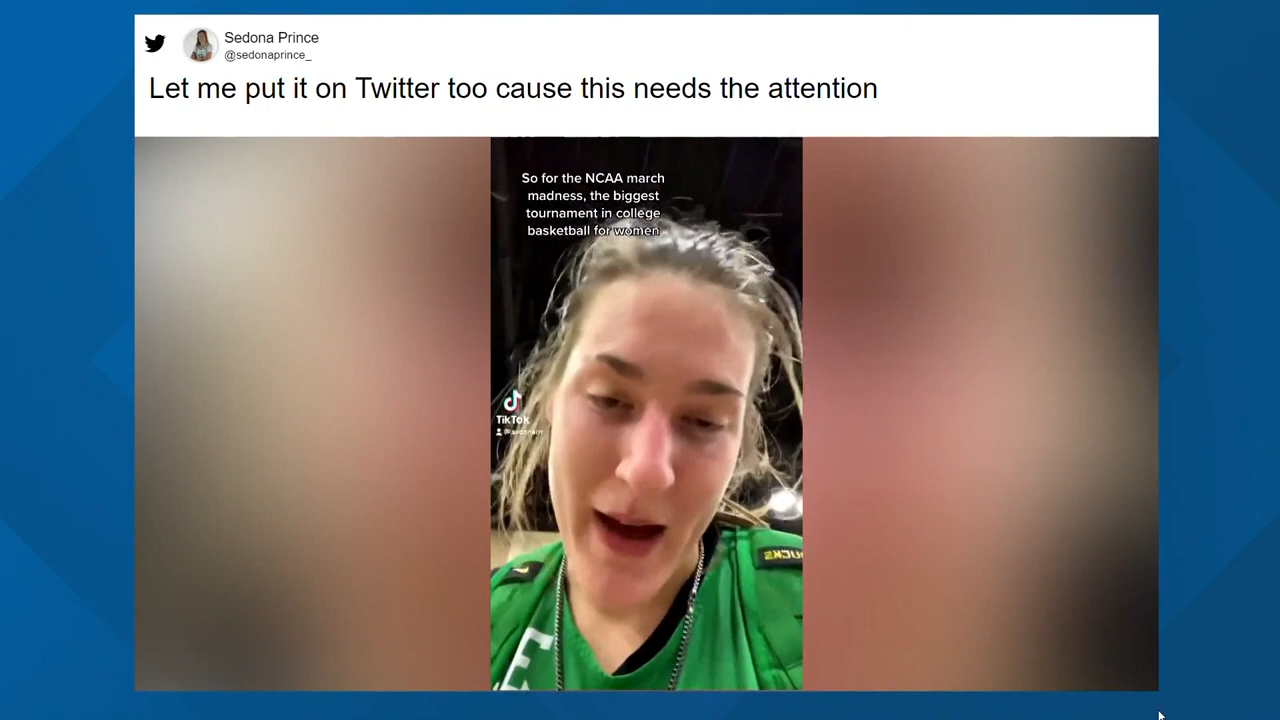 Sedona Prince
@sedonaprince_
Let me put it on Twitter too cause this needs the attention
So for the NCAA march
madness, the biggest
tournament in college
basketball for women
TikTok